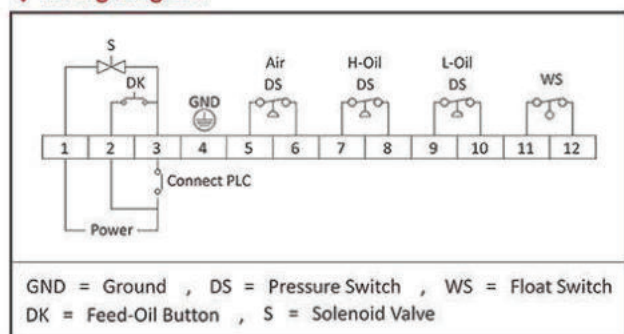 S
Air H-Oil L-Oil
DK DS DS DS WS
GND
1 2 3 4 5 6 7 8 9 10 11 12
Connect PLC
Power
GND = Ground , DS = Pressure Switch , WS = Float Switch
DK = Feed-Oil Button , S = Solenoid Valve